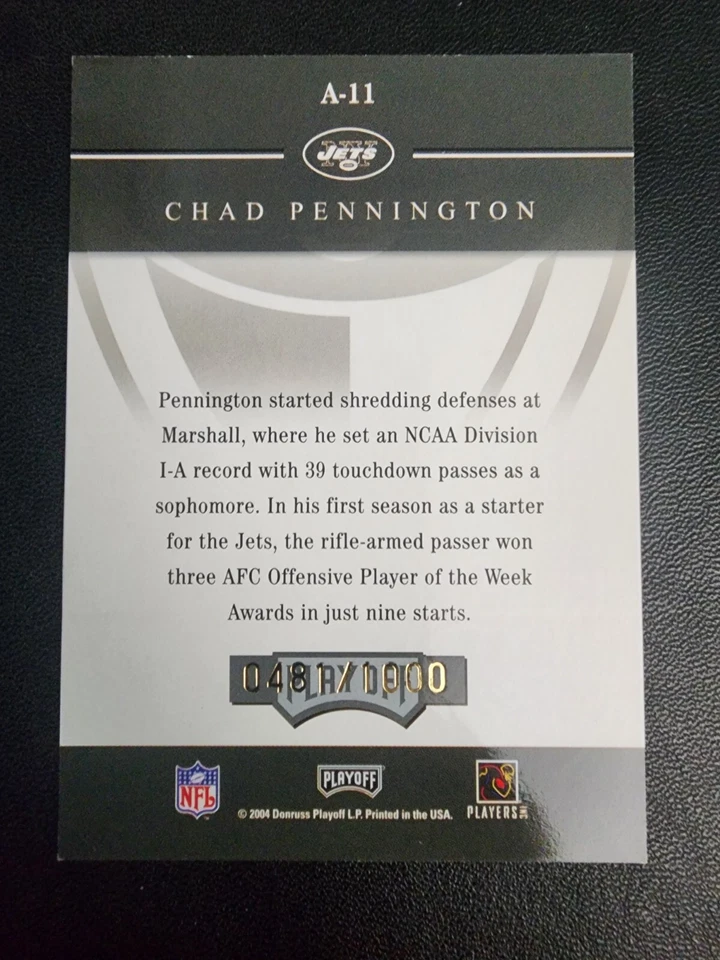 A-11
NY
JETS
CHAD PENNINGTON
Pennington started shredding defenses at
Marshall, where he set an NCAA Division
I-A record with 39 touchdown passes as a
sophomore. In his first season as a starter
for the Jets, the rifle-armed passer won
three AFC Offensive Player of the Week
Awards in just nine starts.
PLAYOFF
0481/1000
NFL
PLAYOFF
PLAYERS INC
© 2004 Donruss Playoff L.P. Printed in the USA.